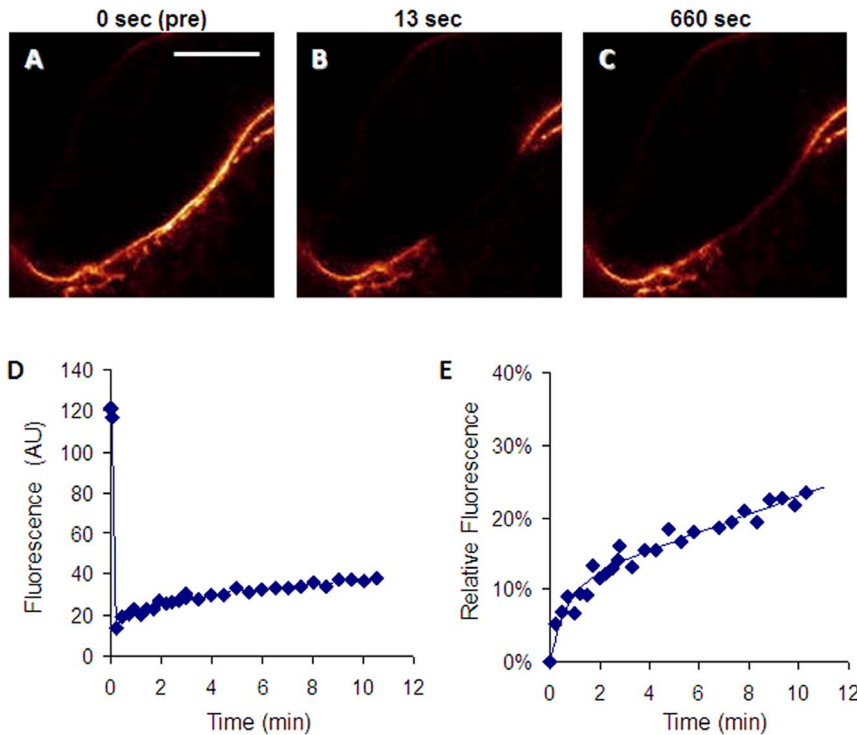 0 sec (pre) 13 sec 660 sec
A B C
D E
140
120
100
80
60
40
20
0
Fluorescence (AU)
0 2 4 6 8 10 12
Time (min)
40%
30%
20%
10%
0%
Relative Fluorescence
0 2 4 6 8 10 12
Time (min)